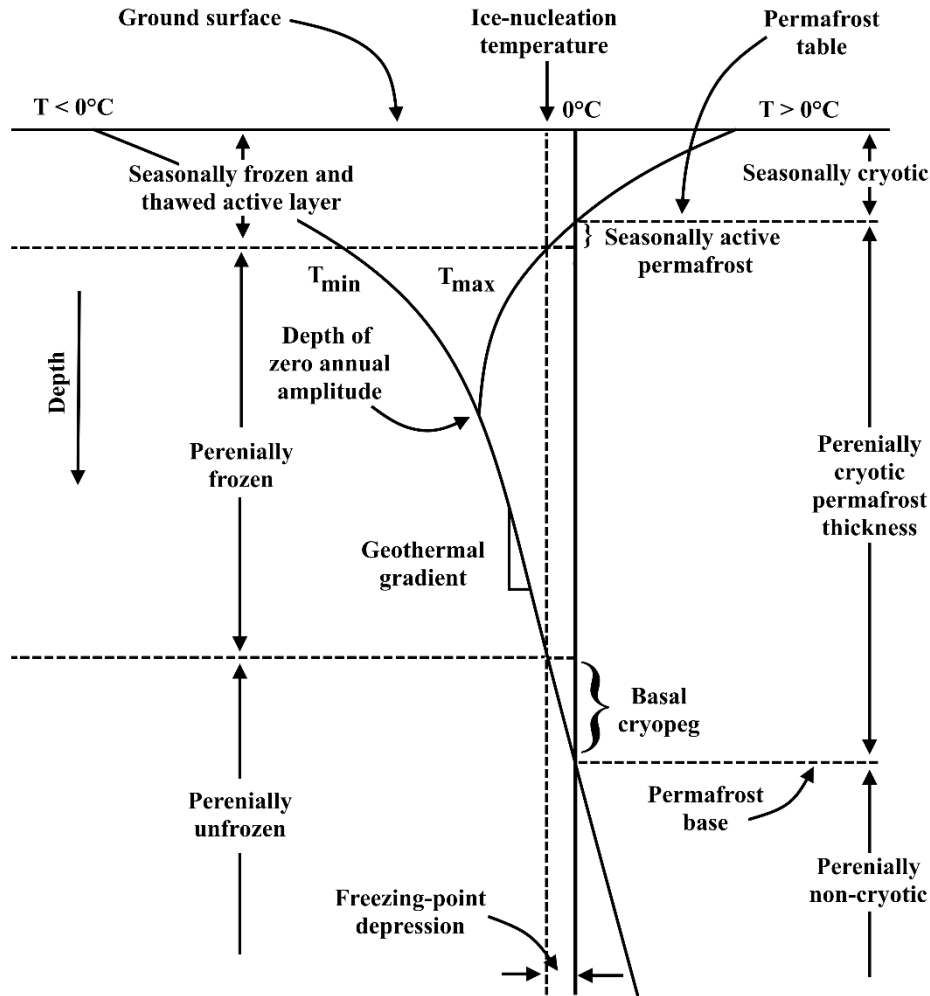 Ground surface
Ice-nucleation
temperature
Permafrost
table
T < 0°C
0°C
T > 0°C
Seasonally frozen and
thawed active layer
Seasonally cryotic
Seasonally active
permafrost
Tmin
Tmax
Depth
Depth of
zero annual
amplitude
Perenially
frozen
Perenially
cryotic
permafrost
thickness
Geothermal
gradient
Basal
cryopeg
Perenially
unfrozen
Permafrost
base
Perenially
non-cryotic
Freezing-point
depression